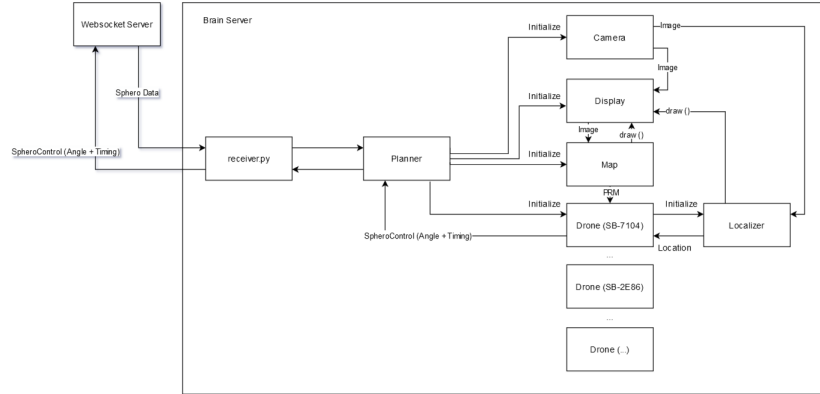 Websocket Server
Brain Server
Initialize
Camera
Image
Image
Sphero Data
Initialize
Display
draw ()
Image
draw ()
SpheroControl (Angle + Timing)
receiver.py
Planner
Initialize
Map
PRM
Initialize
Initialize
SpheroControl (Angle + Timing)
Drone (SB-7104)
Localizer
Location
...
Drone (SB-2E86)
...
Drone (...)